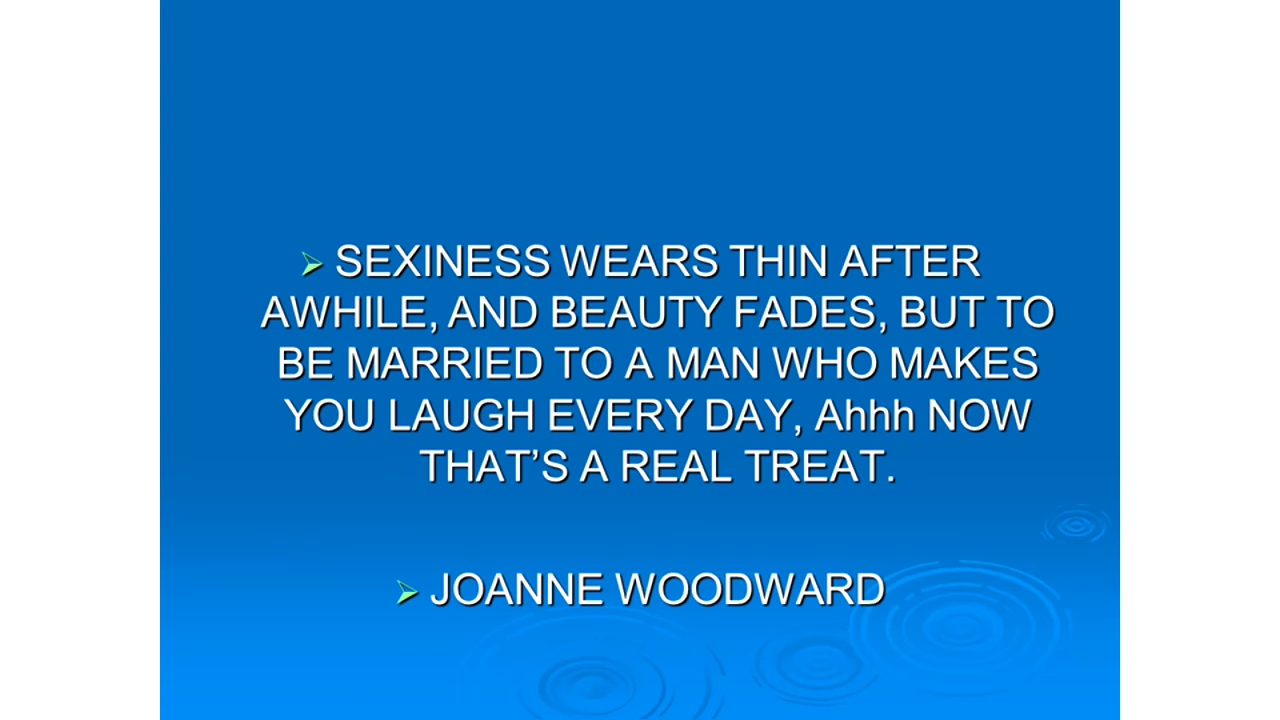 SEXINESS WEARS THIN AFTER
AWHILE, AND BEAUTY FADES, BUT TO
BE MARRIED TO A MAN WHO MAKES
YOU LAUGH EVERY DAY, Ahhh NOW
THAT’S A REAL TREAT.
JOANNE WOODWARD